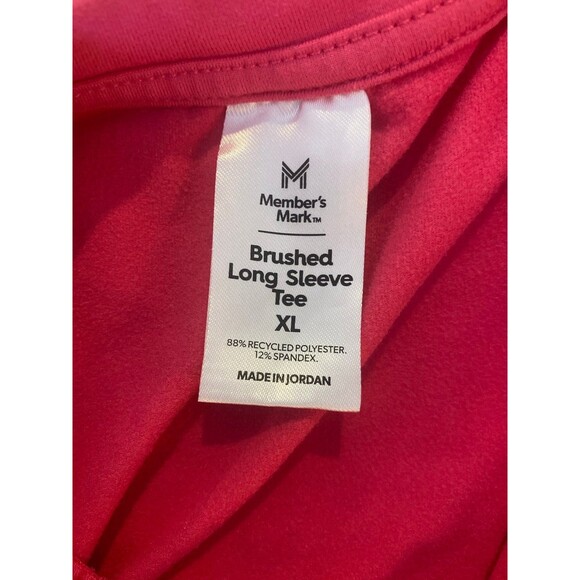 Member's
Mark™
Brushed
Long Sleeve
Tee
XL
88% RECYCLED POLYESTER.
12% SPANDEX.
MADE IN JORDAN